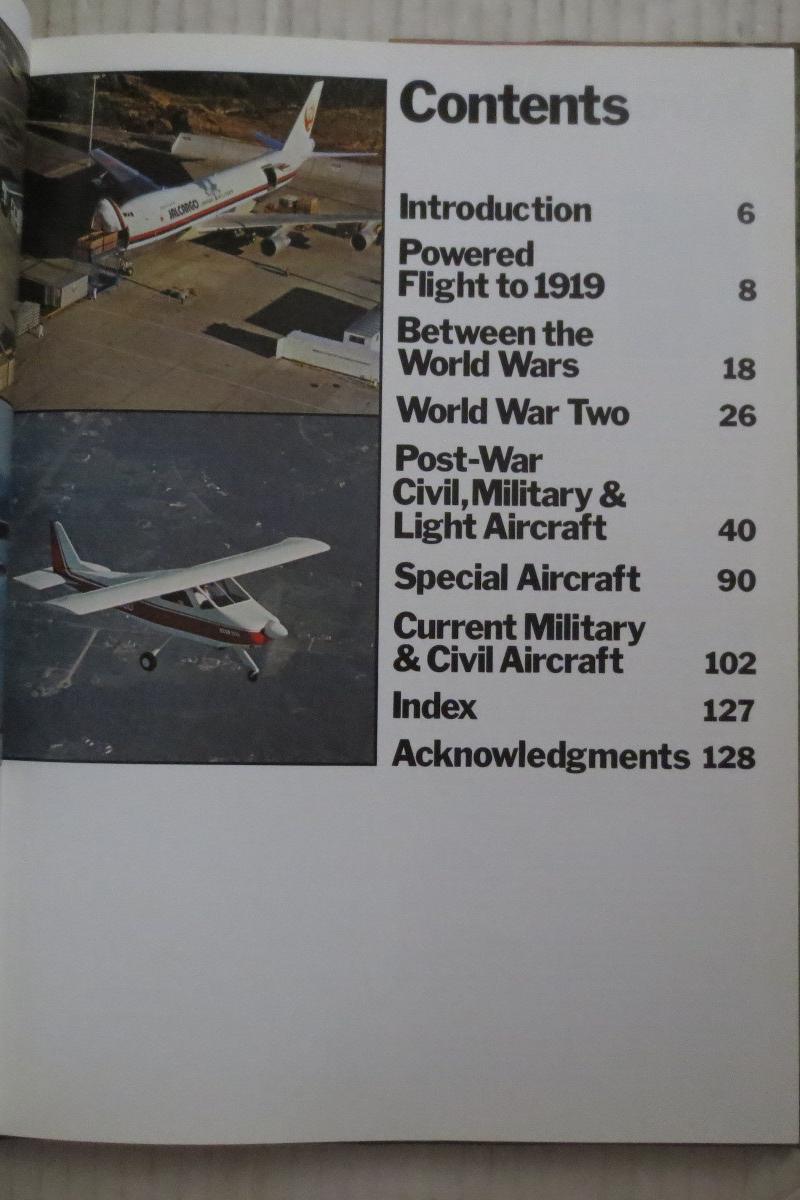 Contents
Introduction 6
Powered
Flight to 1919 8
Between the
World Wars 18
World War Two 26
Post-War
Civil, Military &
Light Aircraft 40
Special Aircraft 90
Current Military
& Civil Aircraft 102
Index 127
Acknowledgments 128
JALCARGO